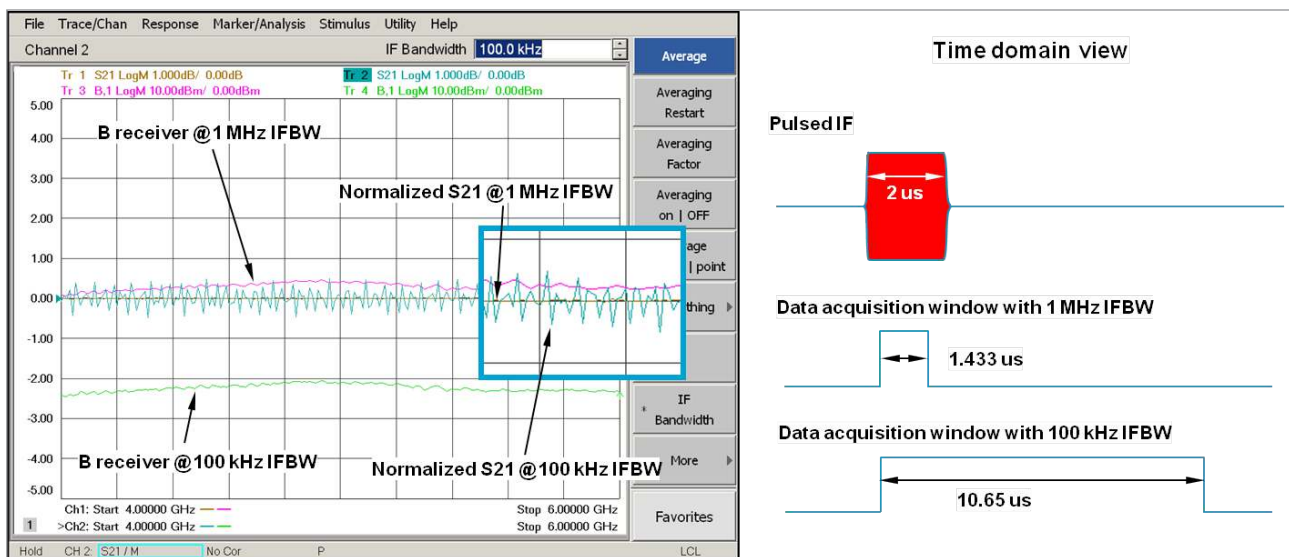 File Trace/Chan Response Marker/Analysis Stimulus Utility Help
Channel 2 IF Bandwidth 100.0 kHz
Tr 1 S21 LogM 1.000dB/ 0.00dB Tr 2 S21 LogM 1.000dB/ 0.00dB
Tr 3 B,1 LogM 10.00dBm/ 0.00dBm Tr 4 B,1 LogM 10.00dBm/ 0.00dBm
5.00
4.00
3.00
2.00
1.00
0.00
-1.00
-2.00
-3.00
-4.00
-5.00
B receiver @1 MHz IFBW
Normalized S21 @1 MHz IFBW
B receiver @100 kHz IFBW
Normalized S21 @100 kHz IFBW
Ch1: Start 4.00000 GHz Stop 6.00000 GHz
1 >Ch2: Start 4.00000 GHz Stop 6.00000 GHz
Hold CH 2: S21 / M No Cor P LCL
Average
Averaging
Restart
Averaging
Factor
Averaging
on | OFF
| point
* IF
Bandwidth
More
Favorites
Time domain view
Pulsed IF
2 us
Data acquisition window with 1 MHz IFBW
1.433 us
Data acquisition window with 100 kHz IFBW
10.65 us